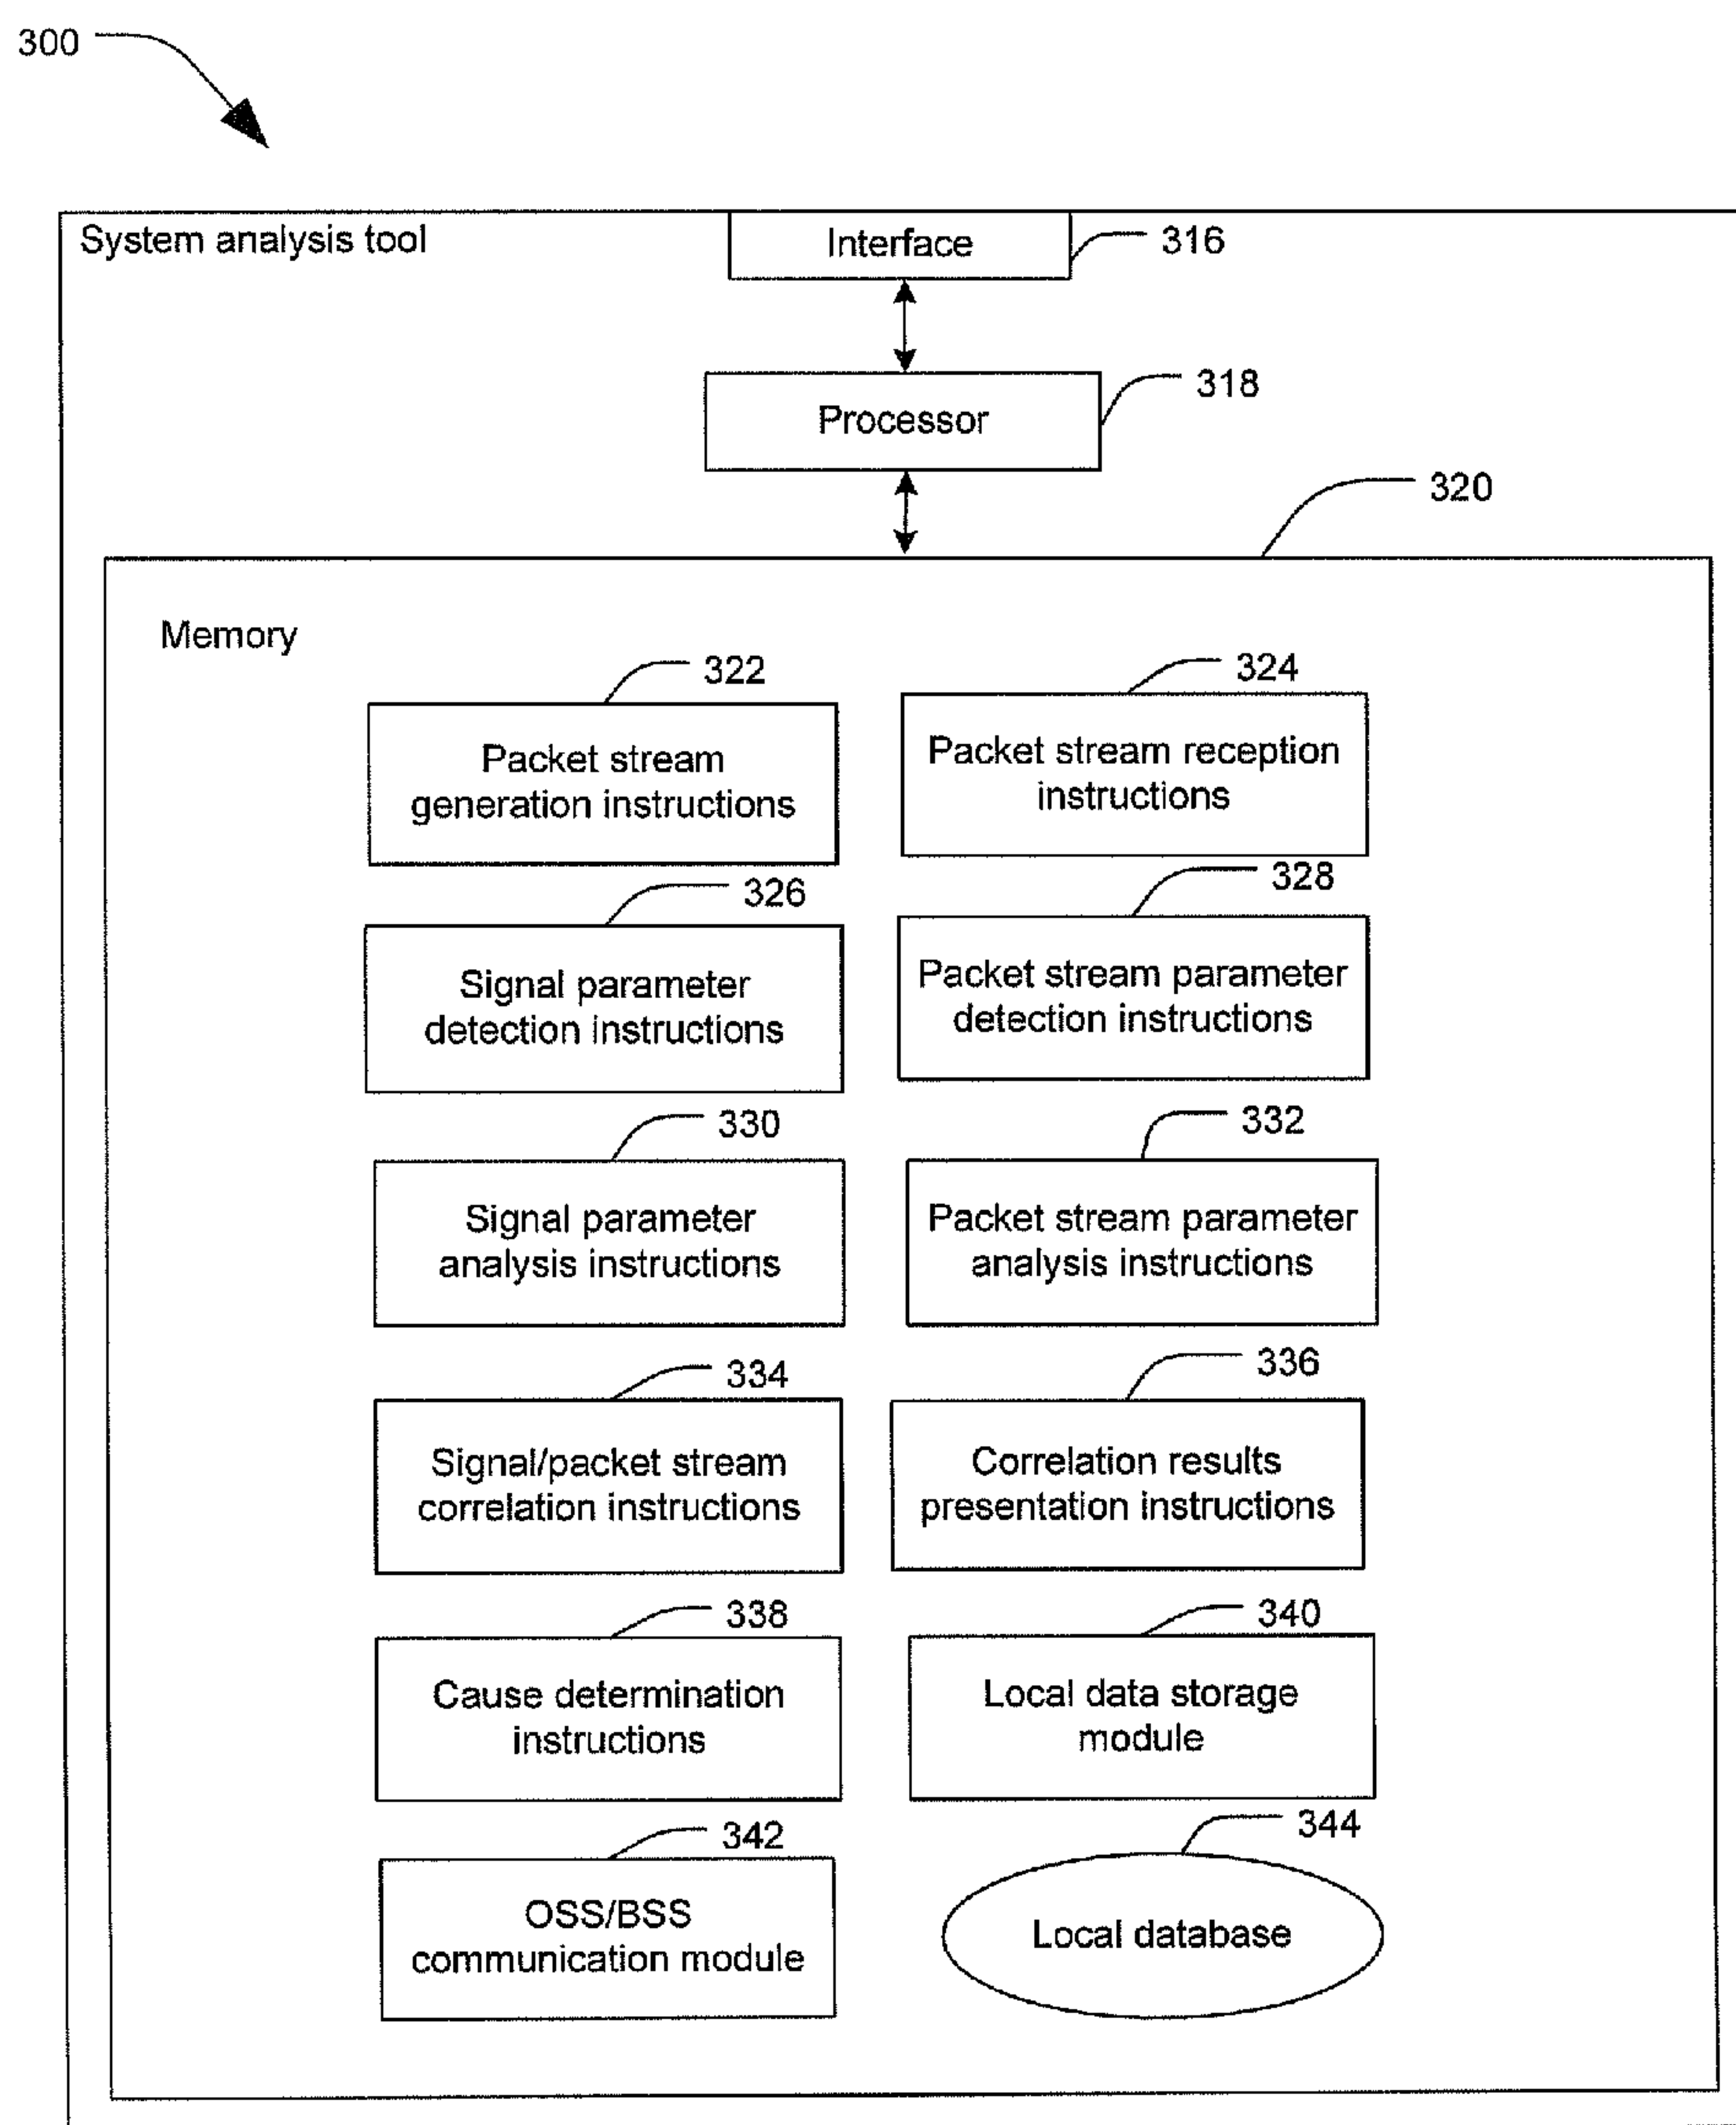 300
System analysis tool
Interface
316
Processor
318
320
Memory
322
Packet stream
generation instructions
324
Packet stream reception
instructions
326
Signal parameter
detection instructions
328
Packet stream parameter
detection instructions
330
Signal parameter
analysis instructions
332
Packet stream parameter
analysis instructions
334
Signal/packet stream
correlation instructions
336
Correlation results
presentation instructions
338
Cause determination
instructions
340
Local data storage
module
342
OSS/BSS
communication module
344
Local database